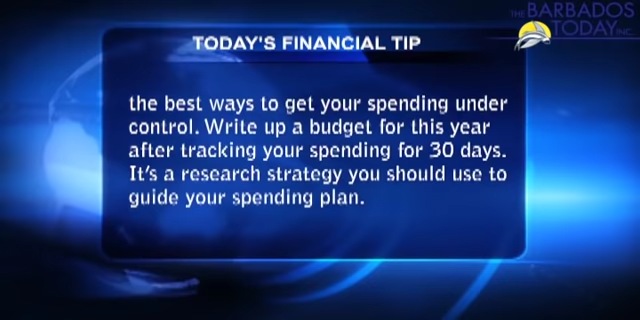 THE BARBADOS
TODAY INC.
TODAY'S FINANCIAL TIP
the best ways to get your spending under
control. Write up a budget for this year
after tracking your spending for 30 days.
It's a research strategy you should use to
guide your spending plan.